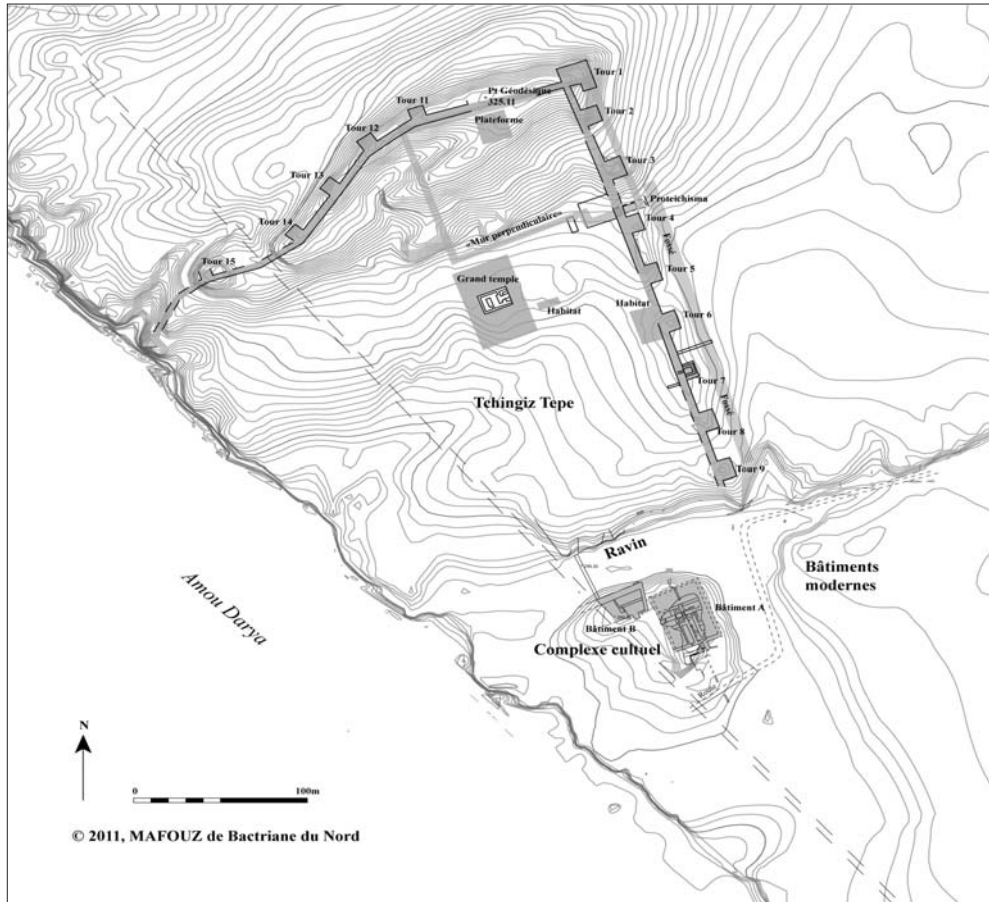 Tour 1
Pt Géodésique
325.11
Tour 11
Tour 2
Plateforme
Tour 12
Tour 3
Tour 13
Proteichisma
Tour 14
«Mur perpendiculaire»
Tour 4
Fossé
Tour 15
Tour 5
Grand temple
Habitat
Habitat
Tour 6
Tour 7
Tchingiz Tepe
Fossé
Tour 8
Tour 9
Ravin
Bâtiments
modernes
Amou Darya
Bâtiment A
Bâtiment B
Complexe cultuel
Route
N
0
100m
© 2011, MAFOUZ de Bactriane du Nord